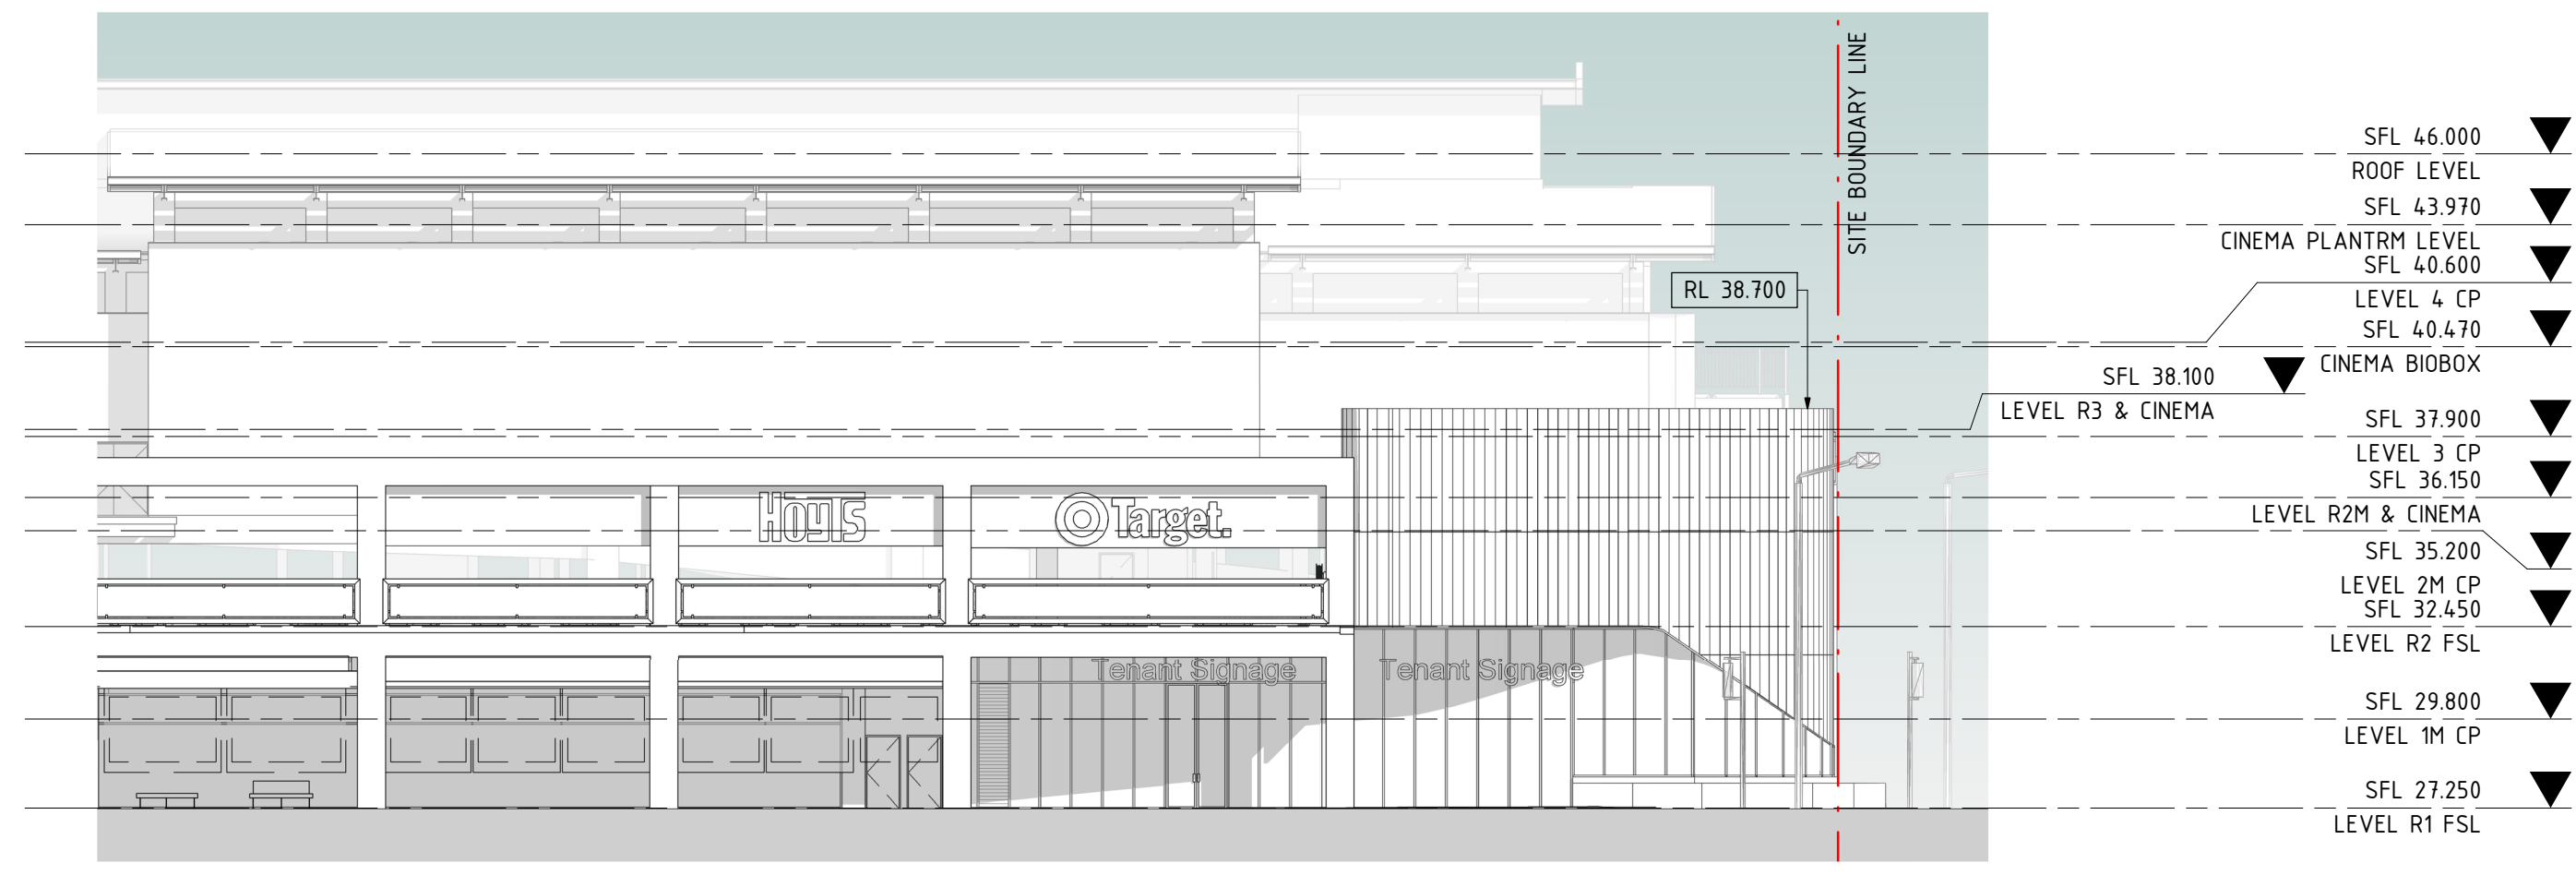 SITE BOUNDARY LINE
SFL 46.000
ROOF LEVEL
SFL 43.970
CINEMA PLANTRM LEVEL
SFL 40.600
RL 38.700
LEVEL 4 CP
SFL 40.470
CINEMA BIOBOX
SFL 38.100
LEVEL R3 & CINEMA
SFL 37.900
LEVEL 3 CP
SFL 36.150
LEVEL R2M & CINEMA
HOYTS
Target.
SFL 35.200
LEVEL 2M CP
SFL 32.450
LEVEL R2 FSL
Tenant Signage
Tenant Signage
SFL 29.800
LEVEL 1M CP
SFL 27.250
LEVEL R1 FSL